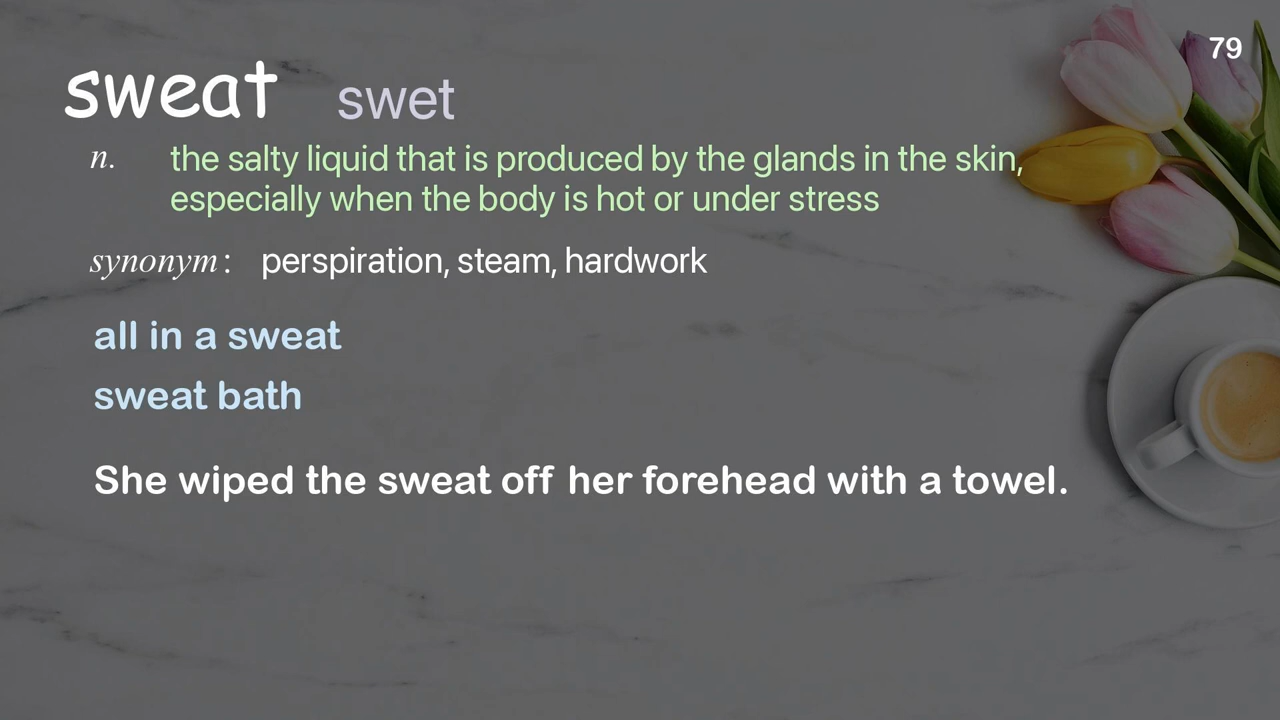 79
sweat swet
n. the salty liquid that is produced by the glands in the skin,
especially when the body is hot or under stress
synonym: perspiration, steam, hardwork
all in a sweat
sweat bath
She wiped the sweat off her forehead with a towel.